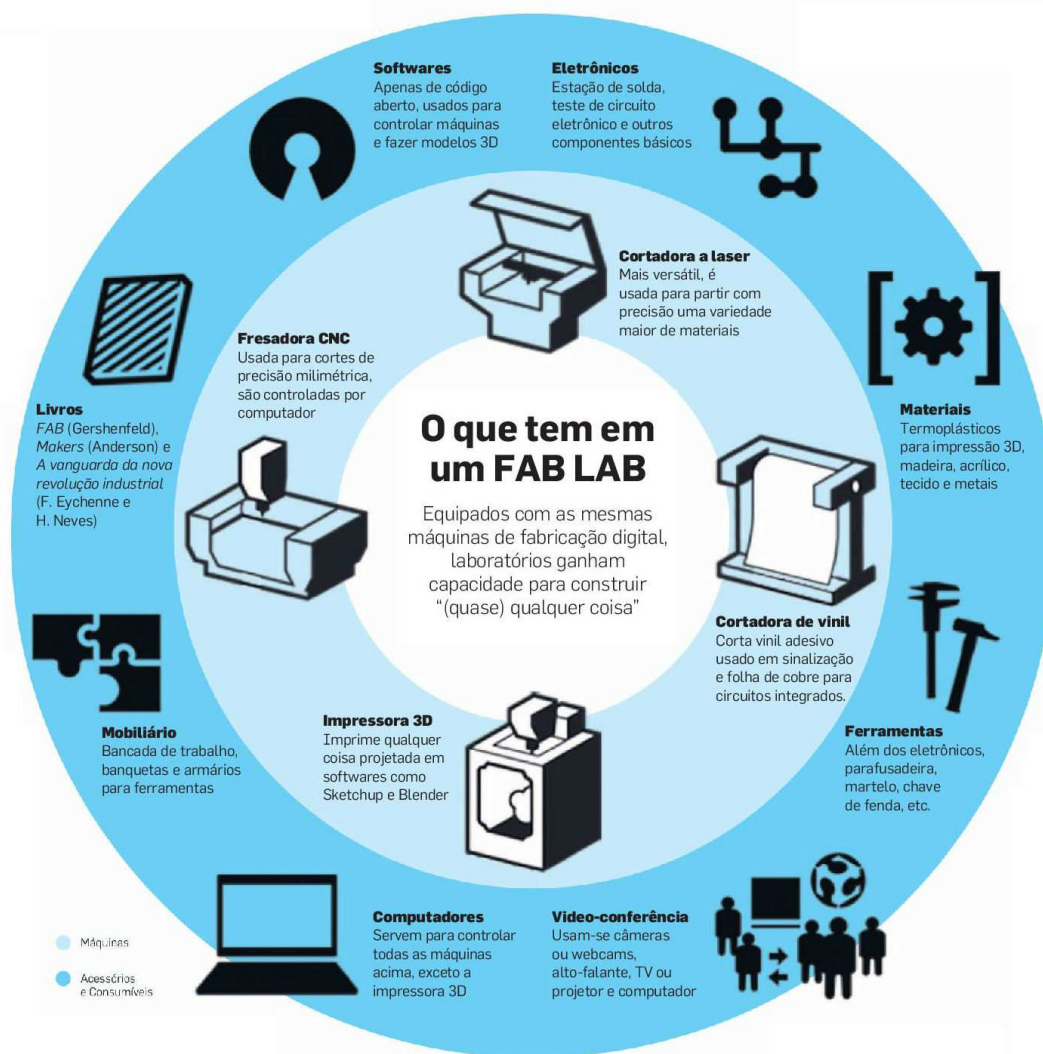 Softwares
Apenas de código
aberto, usados para
controlar máquinas
e fazer modelos 3D
Eletrônicos
Estação de solda,
teste de circuito
eletrônico e outros
componentes básicos
Cortadora a laser
Mais versátil, é
usada para partir com
precisão uma variedade
maior de materiais
Fresadora CNC
Usada para cortes de
precisão milimétrica,
são controladas por
computador
Livros
FAB (Gershenfeld),
Makers (Anderson) e
A vanguarda da nova
revolução industrial
(F. Eychenne e
H. Neves)
O que tem em
um FAB LAB
Equipados com as mesmas
máquinas de fabricação digital,
laboratórios ganham
capacidade para construir
“(quase) qualquer coisa”
Materiais
Termoplásticos
para impressão 3D,
madeira, acrílico,
tecido e metais
Cortadora de vinil
Corta vinil adesivo
usado em sinalização
e folha de cobre para
circuitos integrados.
Mobiliário
Bancada de trabalho,
banquetas e armários
para ferramentas
Impressora 3D
Imprime qualquer
coisa projetada em
softwares como
Sketchup e Blender
Ferramentas
Além dos eletrônicos,
parafusadeira,
martelo, chave
de fenda, etc.
Computadores
Servem para controlar
todas as máquinas
acima, exceto a
impressora 3D
Video-conferência
Usam-se câmeras
ou webcams,
alto-falante, TV ou
projetor e computador
Máquinas
Acessórios
e Consumíveis